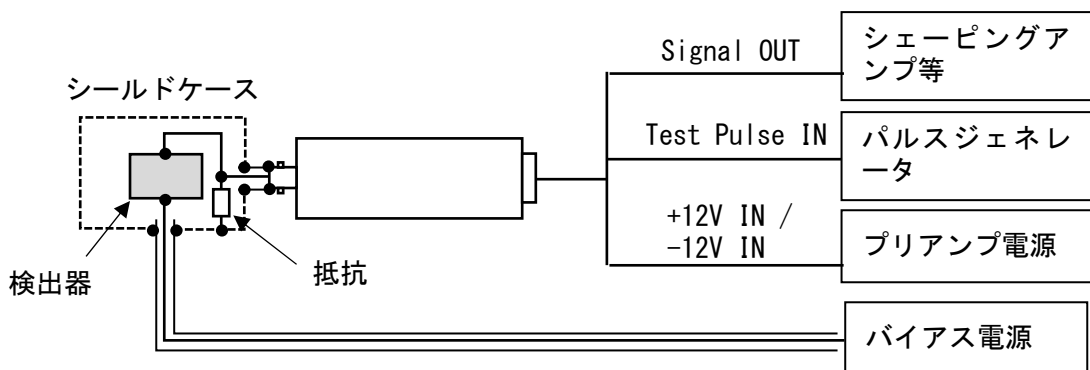 シールドケース
検出器
抵抗
Signal OUT
シェーピングア
ンプ等
Test Pulse IN
パルスジェネレ
ータ
+12V IN /
-12V IN
プリアンプ電源
バイアス電源